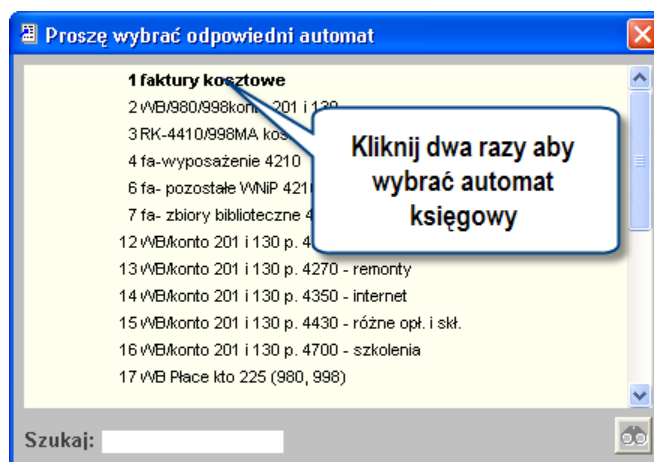 Proszę wybrać odpowiedni automat
1 faktury kosztowe
2 WB/980/998konto 201 i 130
3 RK-4410/998MA
4 fa-wyposażenie 4210
6 fa- pozostałe WNiP
7 fa- zbiory biblioteczne
12 WB/konto 201 i 130 p.
13 WB/konto 201 i 130 p. 4270 - remonty
14 WB/konto 201 i 130 p. 4350 - internet
15 WB/konto 201 i 130 p. 4430 - różne opł. i skł.
16 WB/konto 201 i 130 p. 4700 - szkolenia
17 WB Płace kto 225 (980, 998)
Kliknij dwa razy aby
wybrać automat
księgowy
Szukaj: